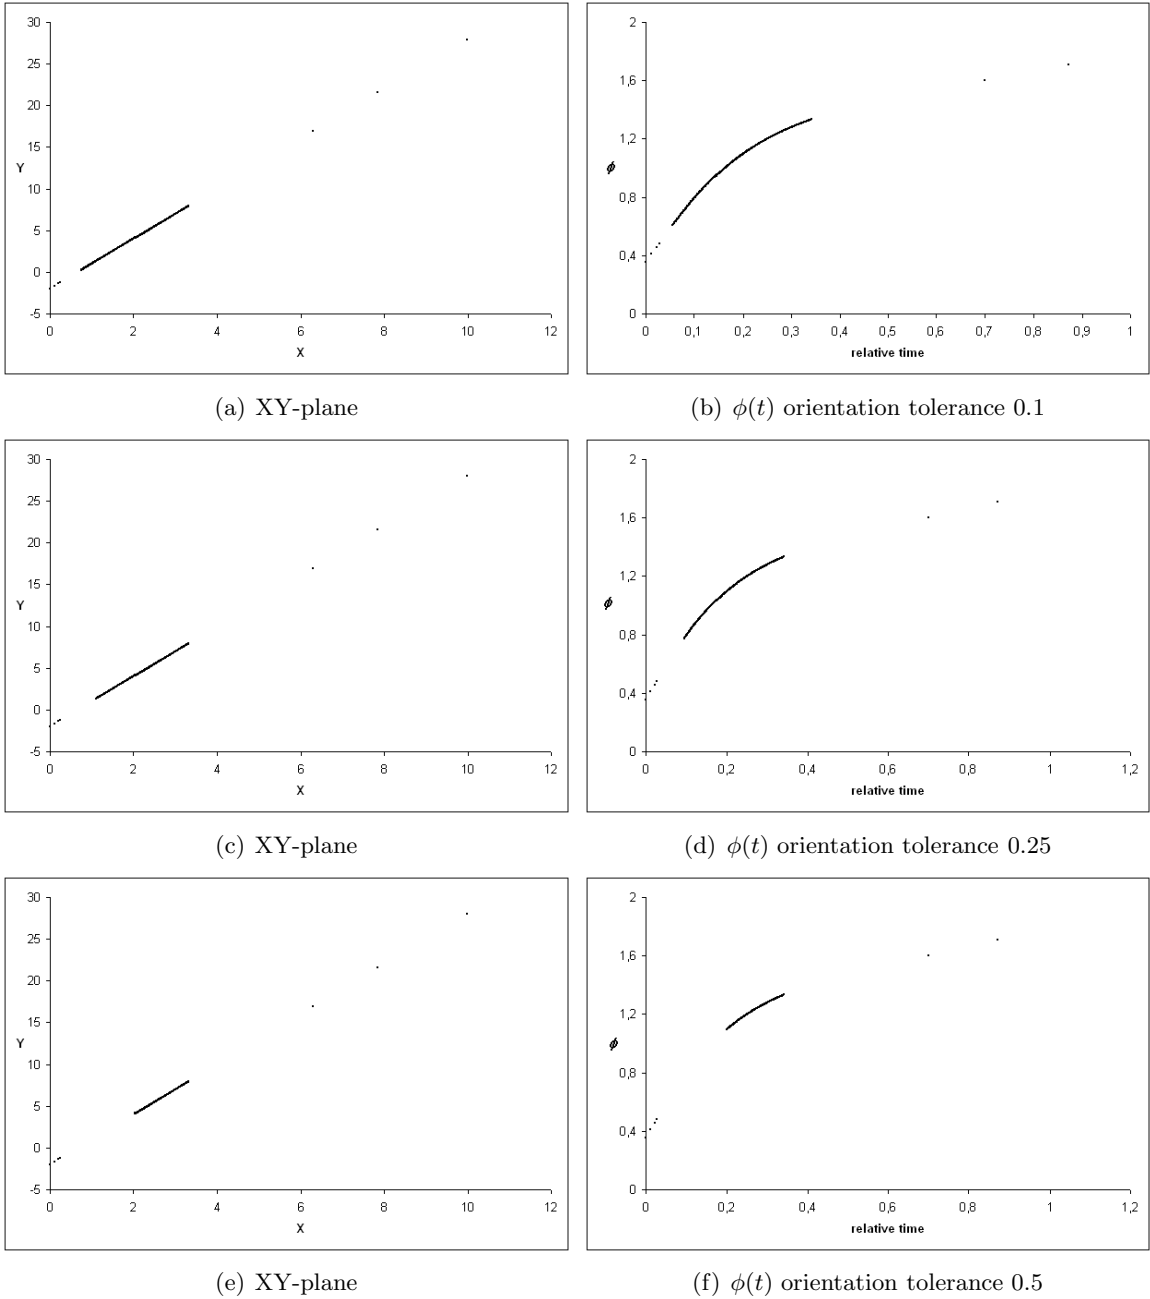 30
25
20
15
Y
10
5
0
-5
0 2 4 6 8 10 12
X
(a) XY-plane
2
1,6
1,2
ϕ
0,8
0,4
0
0 0,1 0,2 0,3 0,4 0,5 0,6 0,7 0,8 0,9 1
relative time
(b) ϕ(t) orientation tolerance 0.1
30
25
20
15
Y
10
5
0
-5
0 2 4 6 8 10 12
X
(c) XY-plane
2
1,6
1,2
ϕ
0,8
0,4
0
0 0,2 0,4 0,6 0,8 1 1,2
relative time
(d) ϕ(t) orientation tolerance 0.25
30
25
20
15
Y
10
5
0
-5
0 2 4 6 8 10 12
X
(e) XY-plane
2
1,6
1,2
ϕ
0,8
0,4
0
0 0,2 0,4 0,6 0,8 1 1,2
relative time
(f) ϕ(t) orientation tolerance 0.5